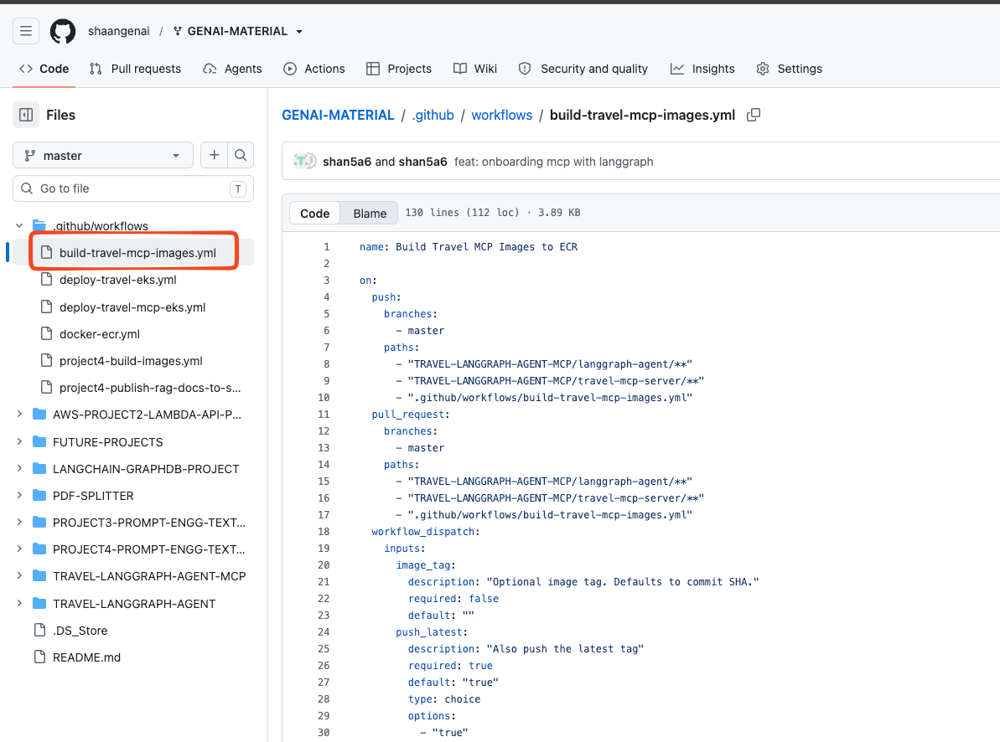 shaangenai / GENAI-MATERIAL
Code Pull requests Agents Actions Projects Wiki Security and quality Insights Settings
Files
master
Go to file T
.github/workflows
build-travel-mcp-images.yml
deploy-travel-eks.yml
deploy-travel-mcp-eks.yml
docker-ecr.yml
project4-build-images.yml
project4-publish-rag-docs-to-s...
AWS-PROJECT2-LAMBDA-API-P...
FUTURE-PROJECTS
LANGCHAIN-GRAPHDB-PROJECT
PDF-SPLITTER
PROJECT3-PROMPT-ENGG-TEXT...
PROJECT4-PROMPT-ENGG-TEXT...
TRAVEL-LANGGRAPH-AGENT-MCP
TRAVEL-LANGGRAPH-AGENT
.DS_Store
README.md
GENAI-MATERIAL / .github / workflows / build-travel-mcp-images.yml
shan5a6 and shan5a6 feat: onboarding mcp with langgraph
Code Blame 130 lines (112 loc) · 3.89 KB
1 name: Build Travel MCP Images to ECR
2
3 on:
4 push:
5 branches:
6 - master
7 paths:
8 - "TRAVEL-LANGGRAPH-AGENT-MCP/langgraph-agent/**"
9 - "TRAVEL-LANGGRAPH-AGENT-MCP/travel-mcp-server/**"
10 - ".github/workflows/build-travel-mcp-images.yml"
11 pull_request:
12 branches:
13 - master
14 paths:
15 - "TRAVEL-LANGGRAPH-AGENT-MCP/langgraph-agent/**"
16 - "TRAVEL-LANGGRAPH-AGENT-MCP/travel-mcp-server/**"
17 - ".github/workflows/build-travel-mcp-images.yml"
18 workflow_dispatch:
19 inputs:
20 image_tag:
21 description: "Optional image tag. Defaults to commit SHA."
22 required: false
23 default: ""
24 push_latest:
25 description: "Also push the latest tag"
26 required: true
27 default: "true"
28 type: choice
29 options:
30 - "true"